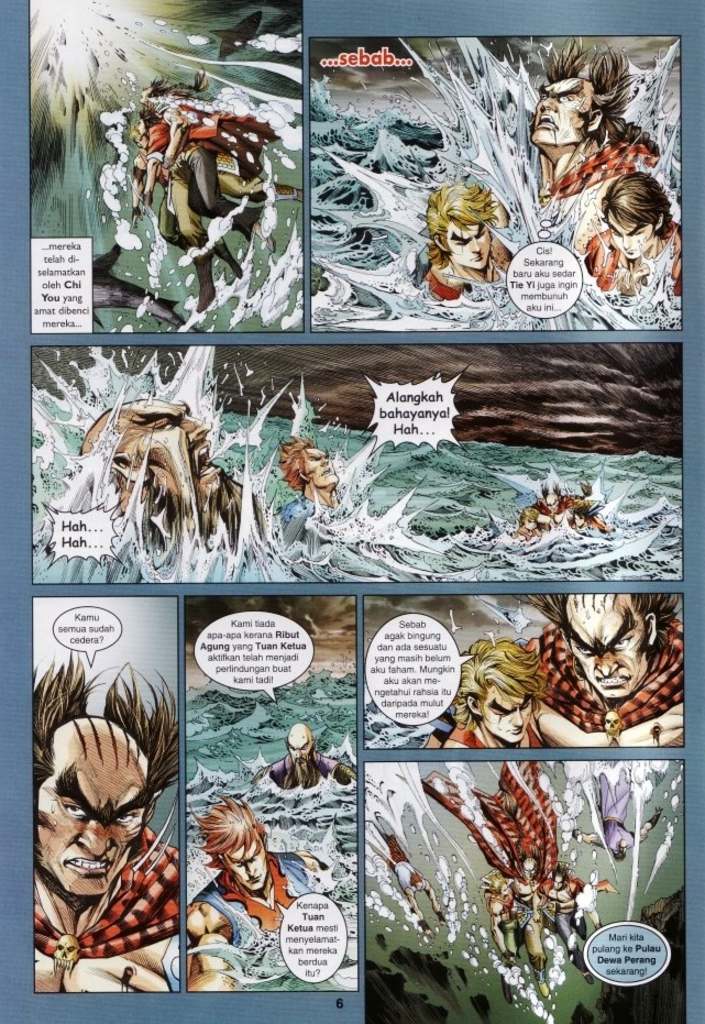 ...mereka
telah di-
selamatkan
oleh Chi
You yang
amat dibenci
mereka...
...sebab...
Cis!
Sekarang
baru aku sedar
Tie Yi juga ingin
membunuh
aku ini...
Alangkah
bahayanya!
Hah...
Hah...
Hah...
Kamu
semua sudah
cedera?
Kami tiada
apa-apa kerana Ribut
Agung yang Tuan Ketua
aktifkan telah menjadi
perlindungan buat
kami tadi!
Kenapa
Tuan
Ketua mesti
menyelamat-
kan mereka
berdua
itu?
Sebab
agak bingung
dan ada sesuatu
yang masih belum
aku faham. Mungkin
aku akan me-
ngetahui rahsia itu
daripada mulut
mereka!
Mari kita
pulang ke Pulau
Dewa Perang
sekarang!
6